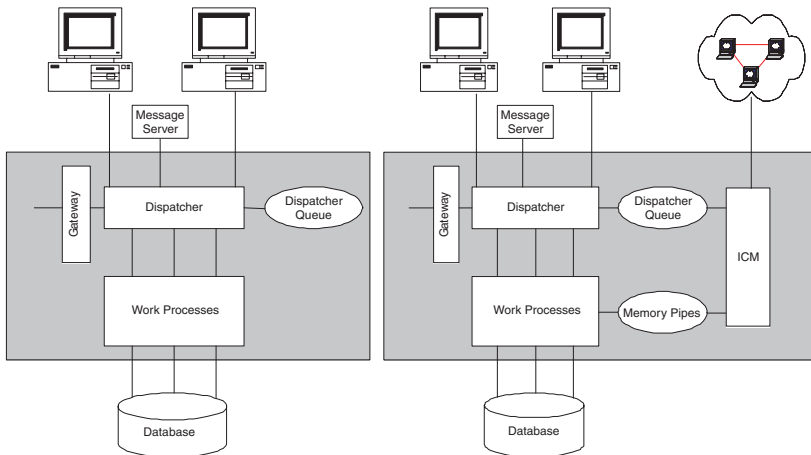 Message
Server
Gateway
Dispatcher
Dispatcher
Queue
Work Processes
Database
Message
Server
Gateway
Dispatcher
Dispatcher
Queue
ICM
Work Processes
Memory Pipes
Database